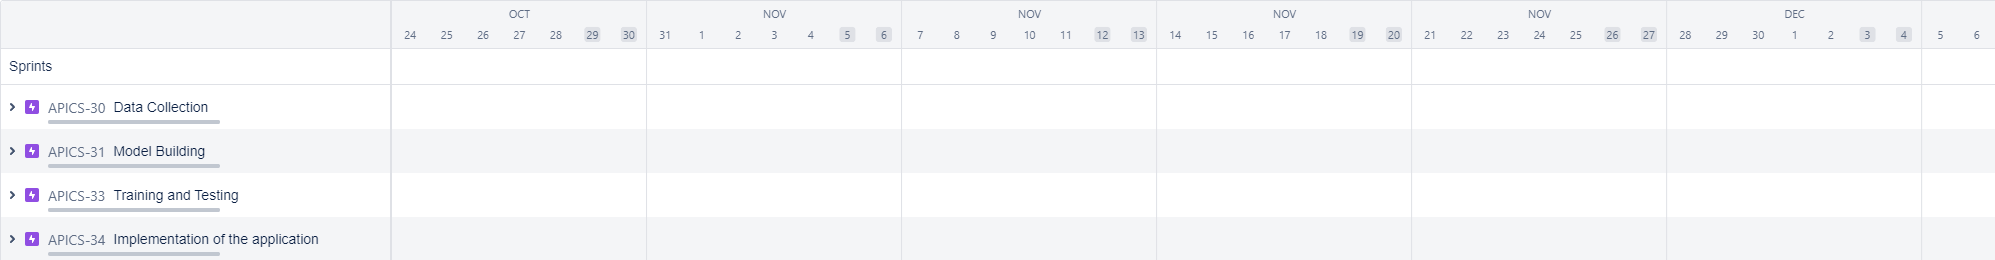 OCT NOV NOV NOV NOV DEC
24 25 26 27 28 29 30 31 1 2 3 4 5 6 7 8 9 10 11 12 13 14 15 16 17 18 19 20 21 22 23 24 25 26 27 28 29 30 1 2 3 4 5 6
Sprints
APICS-30 Data Collection
APICS-31 Model Building
APICS-33 Training and Testing
APICS-34 Implementation of the application